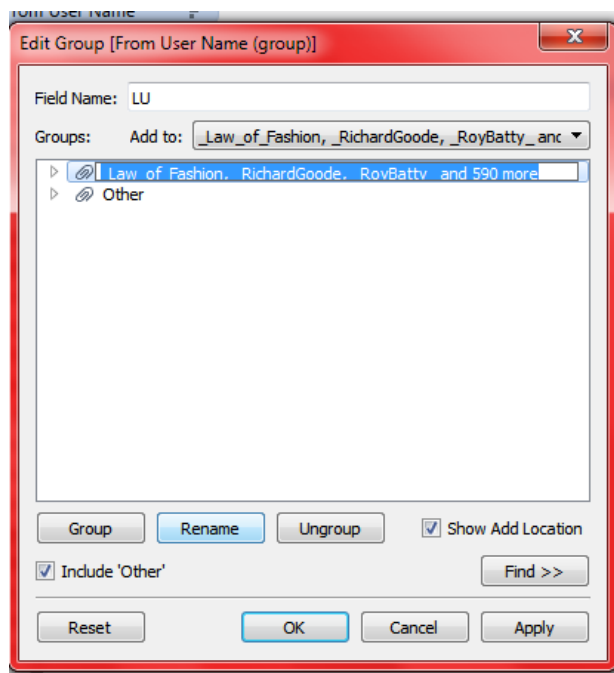 rom User Name
Edit Group [From User Name (group)]
Field Name: LU
Groups: Add to: _Law_of_Fashion, _RichardGoode, _RoyBatty_ anc
_Law_of_Fashion, _RichardGoode, _RoyBatty_ and 590 more
Other
Group Rename Ungroup Show Add Location
Include 'Other' Find >>
Reset OK Cancel Apply